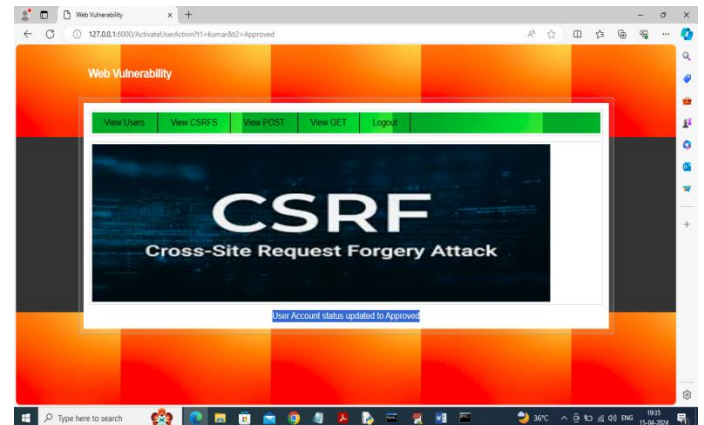 Web Vulnerability
127.0.0.1:6000/ActivateUserAction?t1=kumar&t2=Approved
Web Vulnerability
View Users View CSRFS View POST View GET Logout
CSRF
Cross-Site Request Forgery Attack
User Account status updated to Approved
Type here to search
36°C
ENG
19:15
15-04-2024